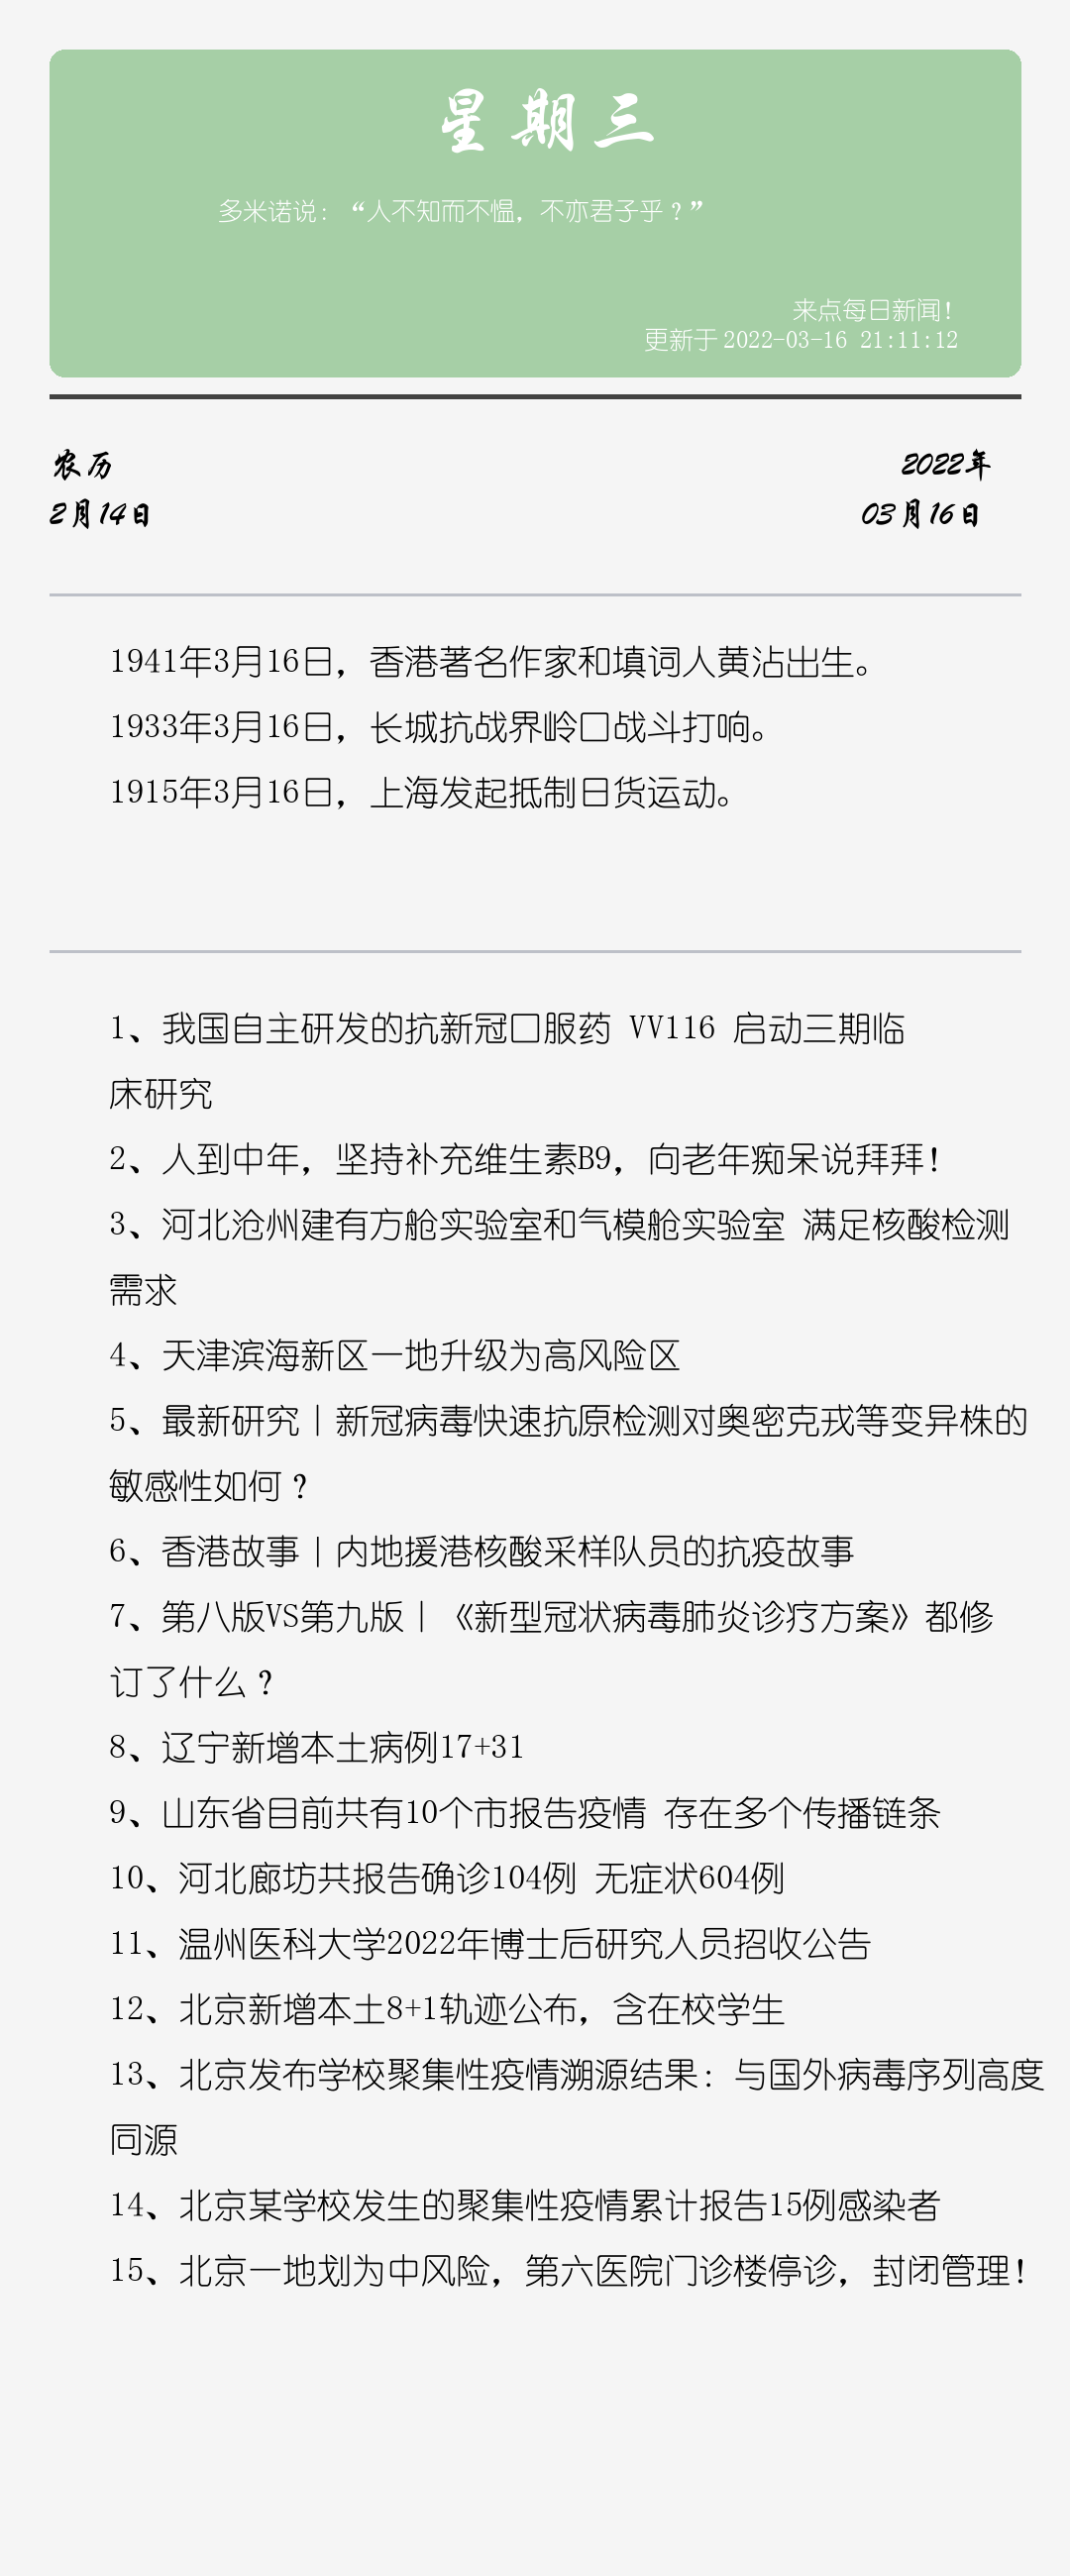 星期三
多米诺说：“人不知而不愠，不亦君子乎？”
来点每日新闻！
更新于 2022-03-16 21:11:12
农历
2022年
2月14日
03月16日
1941年3月16日，香港著名作家和填词人黄沾出生。
1933年3月16日，长城抗战界岭口战斗打响。
1915年3月16日，上海发起抵制日货运动。
1、我国自主研发的抗新冠口服药 VV116 启动三期临
床研究
2、人到中年，坚持补充维生素B9，向老年痴呆说拜拜！
3、河北沧州建有方舱实验室和气模舱实验室 满足核酸检测
需求
4、天津滨海新区一地升级为高风险区
5、最新研究｜新冠病毒快速抗原检测对奥密克戎等变异株的
敏感性如何？
6、香港故事｜内地援港核酸采样队员的抗疫故事
7、第八版VS第九版｜《新型冠状病毒肺炎诊疗方案》都修
订了什么？
8、辽宁新增本土病例17+31
9、山东省目前共有10个市报告疫情 存在多个传播链条
10、河北廊坊共报告确诊104例 无症状604例
11、温州医科大学2022年博士后研究人员招收公告
12、北京新增本土8+1轨迹公布，含在校学生
13、北京发布学校聚集性疫情溯源结果：与国外病毒序列高度
同源
14、北京某学校发生的聚集性疫情累计报告15例感染者
15、北京一地划为中风险，第六医院门诊楼停诊，封闭管理！